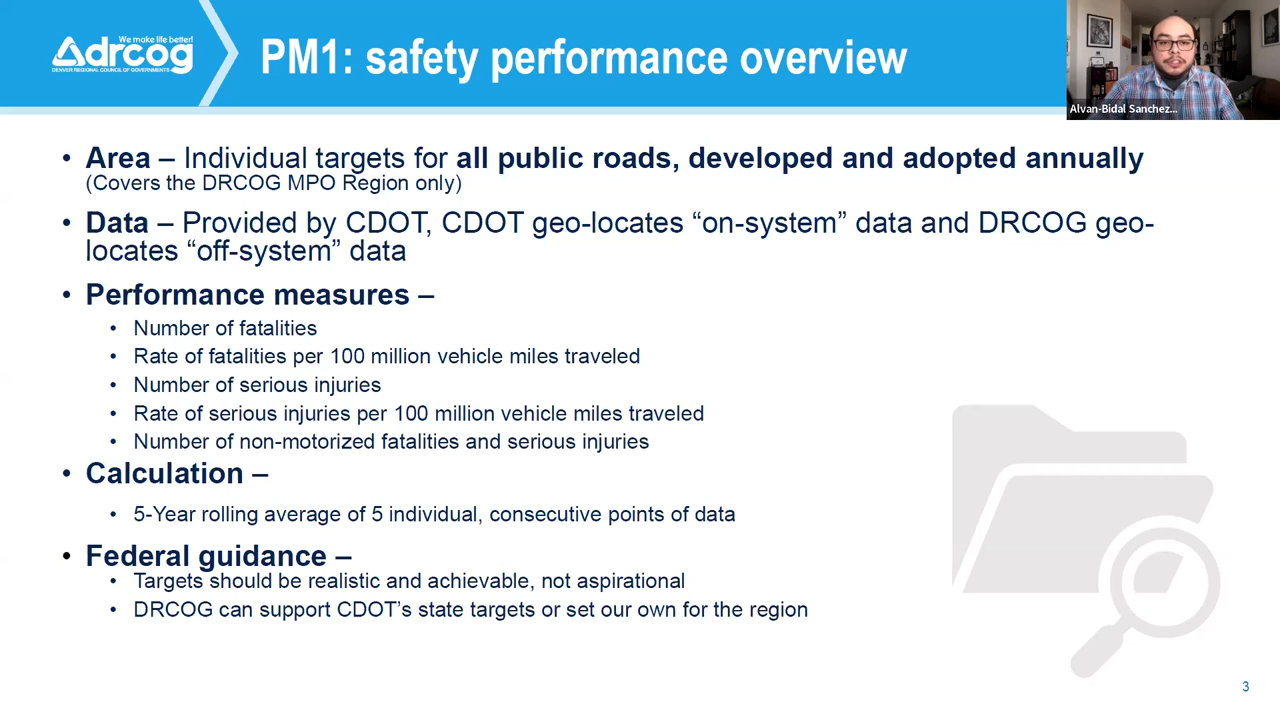 We make life better!
drcog
DENVER REGIONAL COUNCIL OF GOVERNMENTS
PM1: safety performance overview
Alvan-Bidal Sanchez...
• Area – Individual targets for all public roads, developed and adopted annually
(Covers the DRCOG MPO Region only)
• Data – Provided by CDOT, CDOT geo-locates “on-system” data and DRCOG geo-
locates “off-system” data
• Performance measures –
• Number of fatalities
• Rate of fatalities per 100 million vehicle miles traveled
• Number of serious injuries
• Rate of serious injuries per 100 million vehicle miles traveled
• Number of non-motorized fatalities and serious injuries
• Calculation –
• 5-Year rolling average of 5 individual, consecutive points of data
• Federal guidance –
• Targets should be realistic and achievable, not aspirational
• DRCOG can support CDOT’s state targets or set our own for the region
3